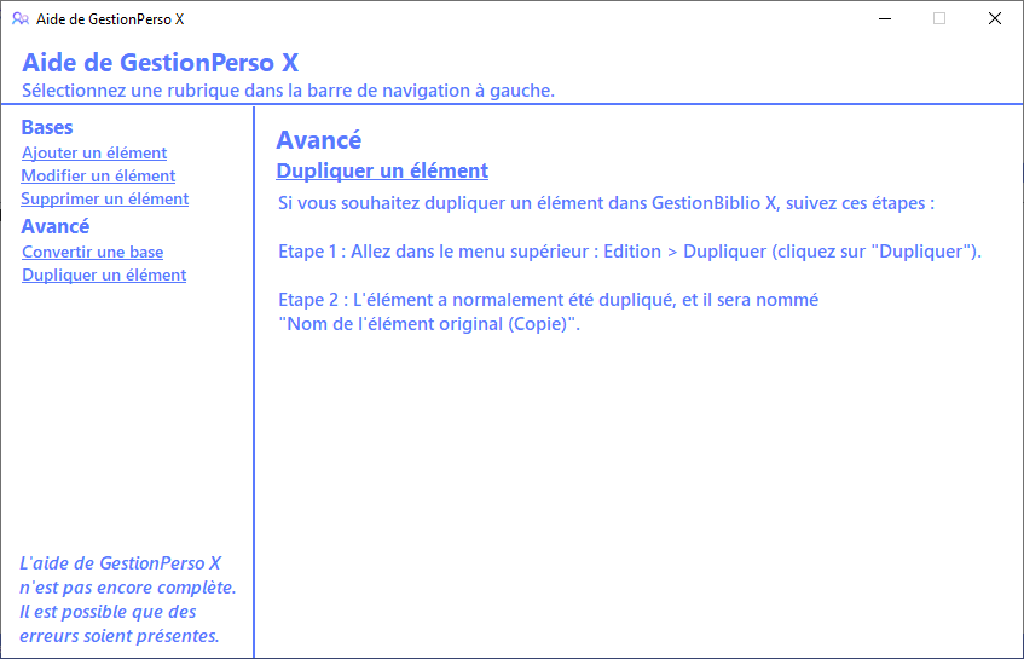 Aide de GestionPerso X
Aide de GestionPerso X
Sélectionnez une rubrique dans la barre de navigation à gauche.
Bases
Ajouter un élément
Modifier un élément
Supprimer un élément
Avancé
Convertir une base
Dupliquer un élément
L'aide de GestionPerso X
n'est pas encore complète.
Il est possible que des
erreurs soient présentes.
Avancé
Dupliquer un élément
Si vous souhaitez dupliquer un élément dans GestionBiblio X, suivez ces étapes :
Etape 1 : Allez dans le menu supérieur : Edition > Dupliquer (cliquez sur "Dupliquer").
Etape 2 : L'élément a normalement été dupliqué, et il sera nommé
"Nom de l'élément original (Copie)".